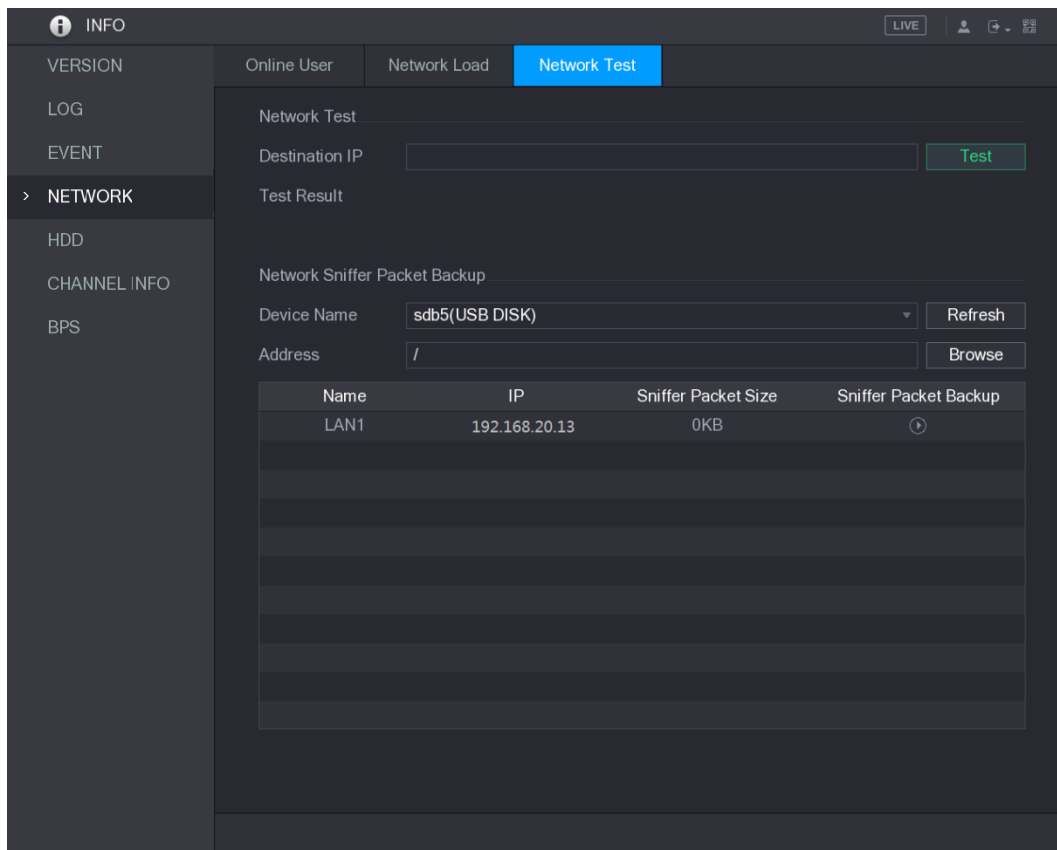 INFO LIVE
VERSION
LOG
EVENT
NETWORK
HDD
CHANNEL INFO
BPS
Online User Network Load Network Test
Network Test
Destination IP Test
Test Result
Network Sniffer Packet Backup
Device Name sdb5(USB DISK) Refresh
Address / Browse
Name IP Sniffer Packet Size Sniffer Packet Backup
LAN1 192.168.20.13 0KB